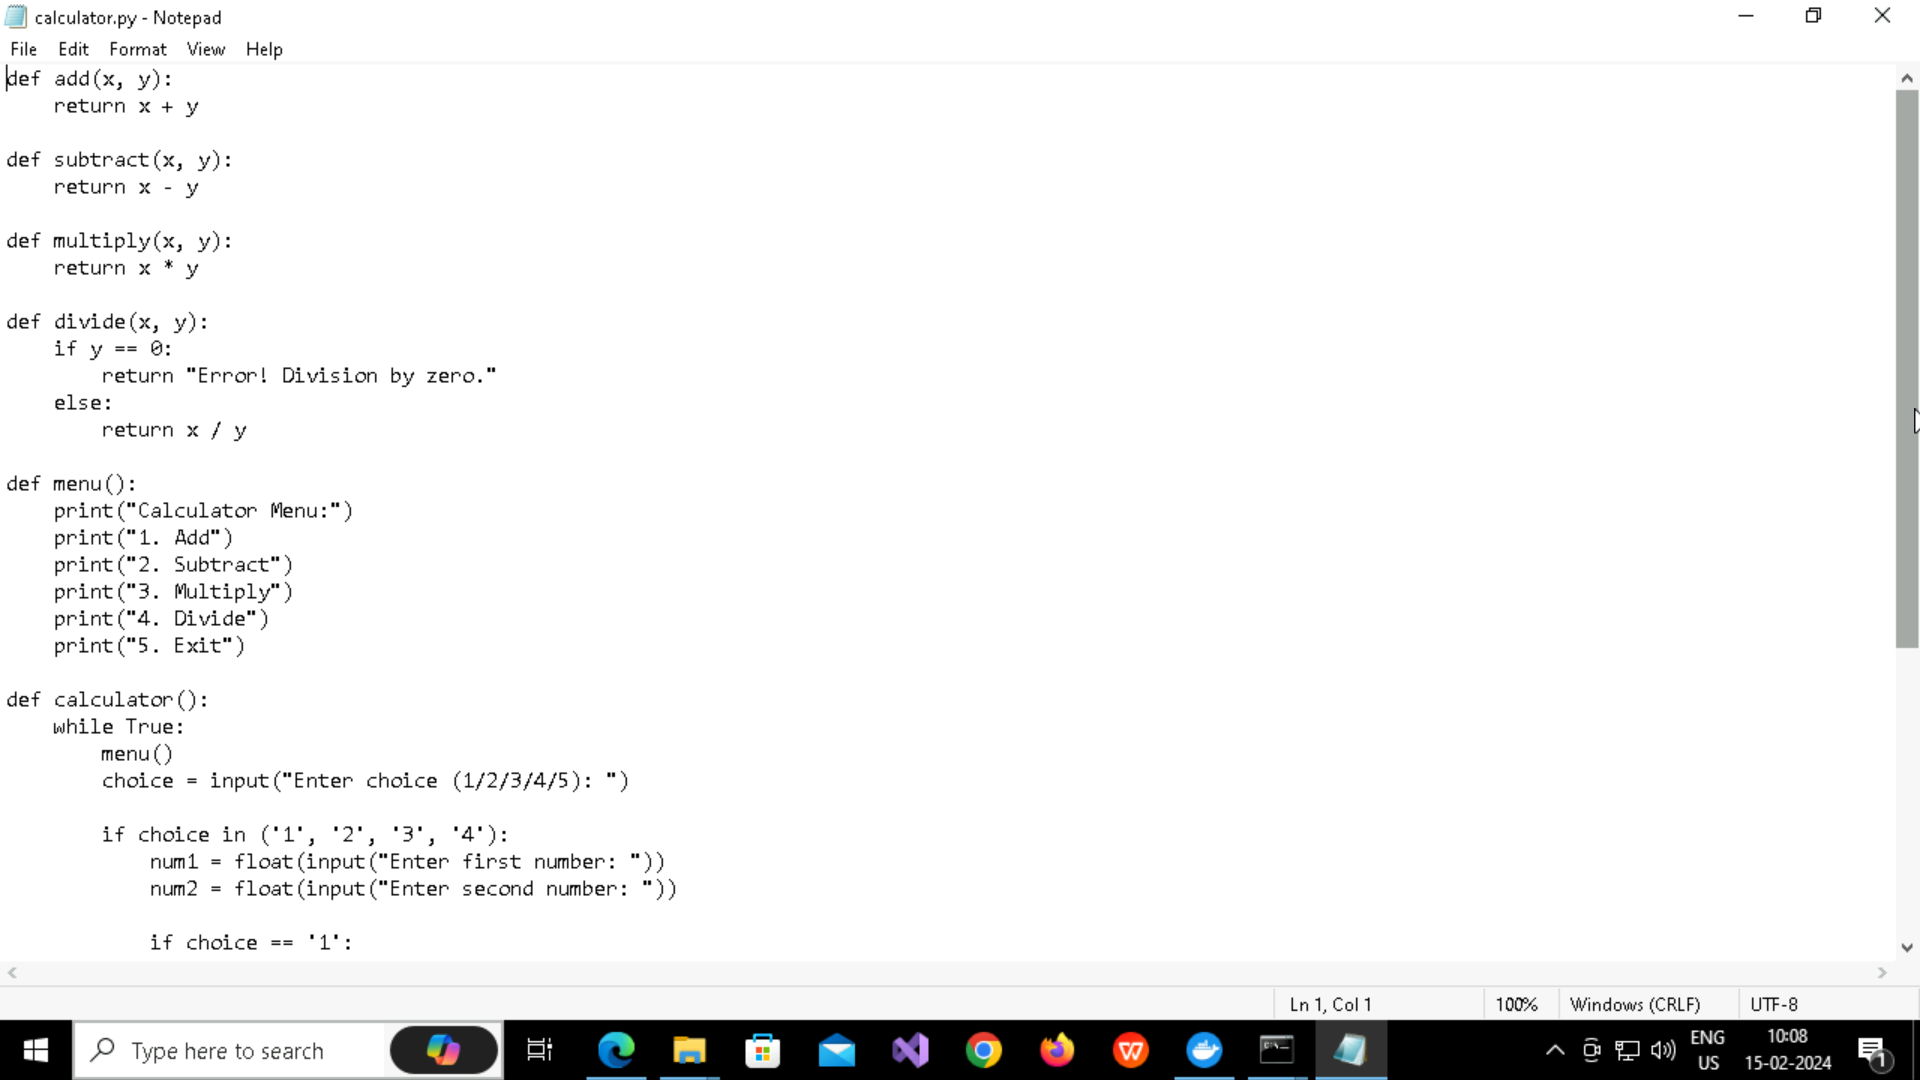 calculator.py - Notepad
File Edit Format View Help
def add(x, y):
    return x + y

def subtract(x, y):
    return x - y

def multiply(x, y):
    return x * y

def divide(x, y):
    if y == 0:
        return "Error! Division by zero."
    else:
        return x / y

def menu():
    print("Calculator Menu:")
    print("1. Add")
    print("2. Subtract")
    print("3. Multiply")
    print("4. Divide")
    print("5. Exit")

def calculator():
    while True:
        menu()
        choice = input("Enter choice (1/2/3/4/5): ")

        if choice in ('1', '2', '3', '4'):
            num1 = float(input("Enter first number: "))
            num2 = float(input("Enter second number: "))

            if choice == '1':
Ln 1, Col 1 100% Windows (CRLF) UTF-8
Type here to search
ENG 10:08
US 15-02-2024 1